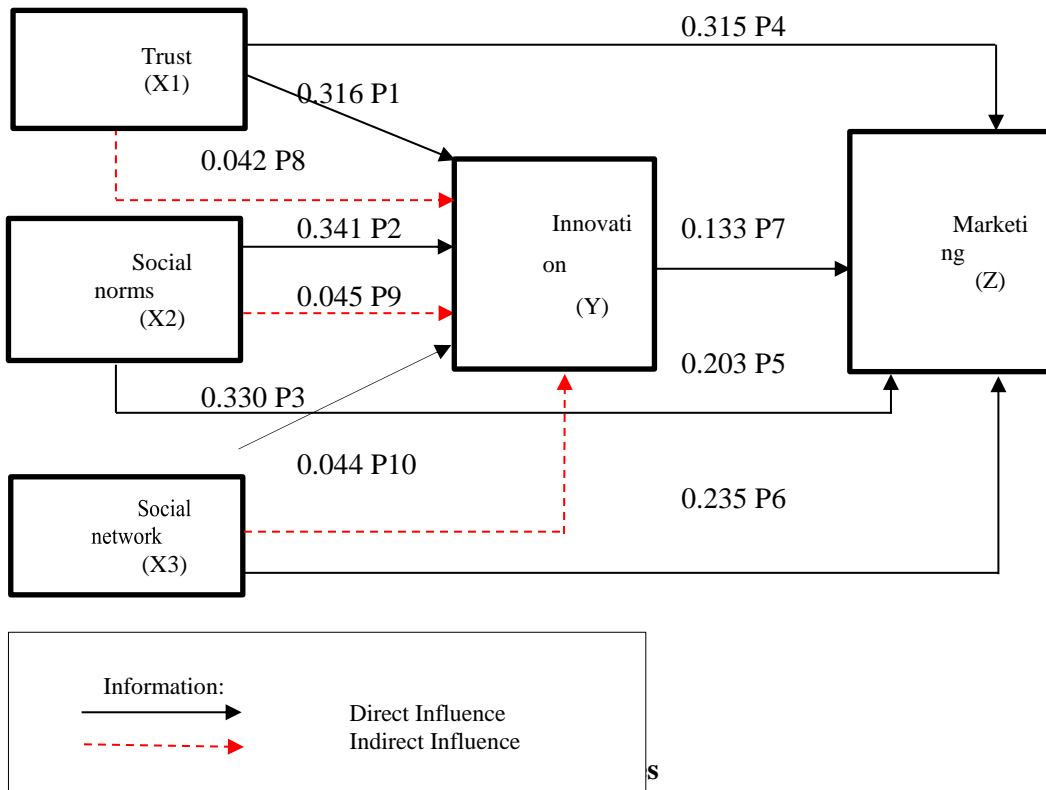 0.315 P4
Trust
(X1)
0.316 P1
0.042 P8
0.341 P2
Innovati
on
(Y)
0.133 P7
Marketi
ng
(Z)
Social
norms
(X2)
0.045 P9
0.203 P5
0.330 P3
0.044 P10
0.235 P6
Social
network
(X3)
Information:
Direct Influence
Indirect Influence